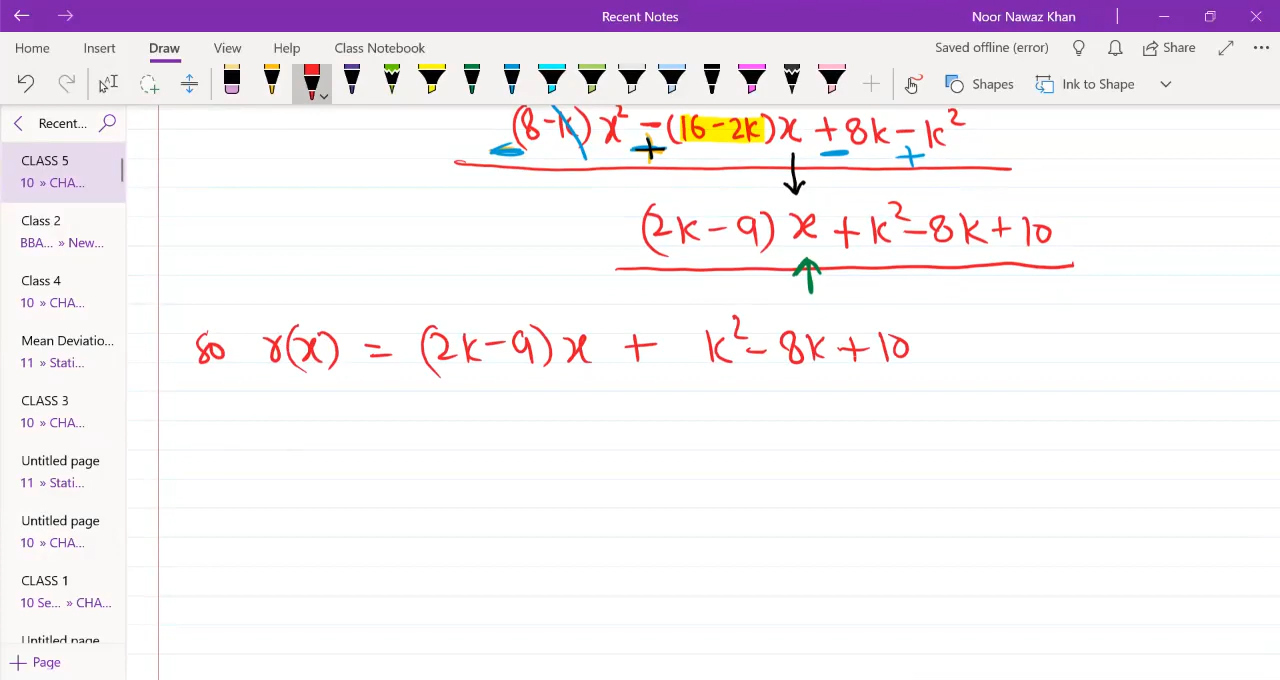 Recent Notes
Noor Nawaz Khan
Home Insert Draw View Help Class Notebook
Saved offline (error)
Share
Shapes
Ink to Shape
Recent...
CLASS 5
10 » CHA...
Class 2
BBA... » New...
Class 4
10 » CHA...
Mean Deviatio...
11 » Stati...
CLASS 3
10 » CHA...
Untitled page
11 » Stati...
Untitled page
10 » CHA...
CLASS 1
10 Se... » CHA...
Untitled page
Page
(8-k)x² -(16-2k)x + 8k - k²
- + - +
(2k-9)x + k² - 8k + 10
so r(x) = (2k-9)x + k² - 8k + 10